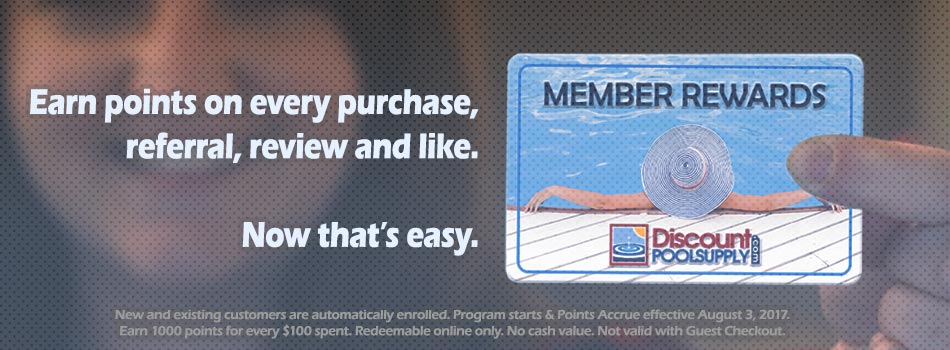 Earn points on every purchase,
referral, review and like.
Now that's easy.
MEMBER REWARDS
Discount
POOLSUPPLY
.com
New and existing customers are automatically enrolled. Program starts & Points Accrue effective August 3, 2017.
Earn 1000 points for every $100 spent. Redeemable online only. No cash value. Not valid with Guest Checkout.